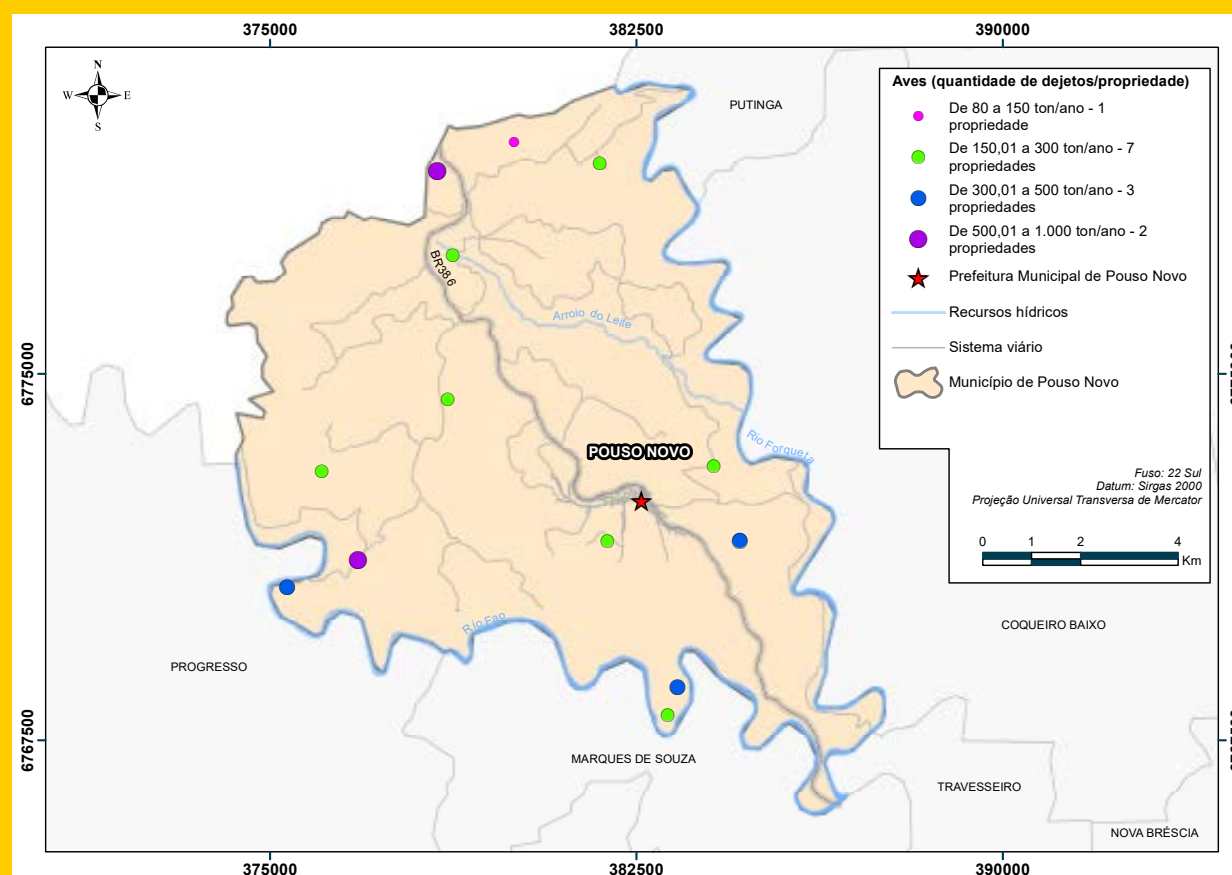 375000
382500
390000
N
W
E
S
Aves (quantidade de dejetos/propriedade)
De 80 a 150 ton/ano - 1
propriedade
De 150,01 a 300 ton/ano - 7
propriedades
De 300,01 a 500 ton/ano - 3
propriedades
De 500,01 a 1.000 ton/ano - 2
propriedades
Prefeitura Municipal de Pouso Novo
Recursos hídricos
Sistema viário
Município de Pouso Novo
Fuso: 22 Sul
Datum: Sirgas 2000
Projeção Universal Transversa de Mercator
0 1 2 4
Km
PUTINGA
BR386
Arroio do Leite
6775000
POUSO NOVO
Rio Forqueta
Rio Fao
COQUEIRO BAIXO
PROGRESSO
6767500
MARQUES DE SOUZA
TRAVESSEIRO
NOVA BRÉSCIA
375000
382500
390000